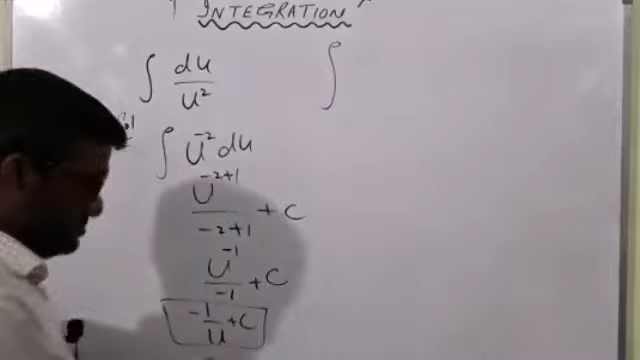 INTEGRATION
∫ du/u²
∫
∫ u⁻² du
u⁻²⁺¹/-2+1 + c
u⁻¹/-1 + c
-1/u + c